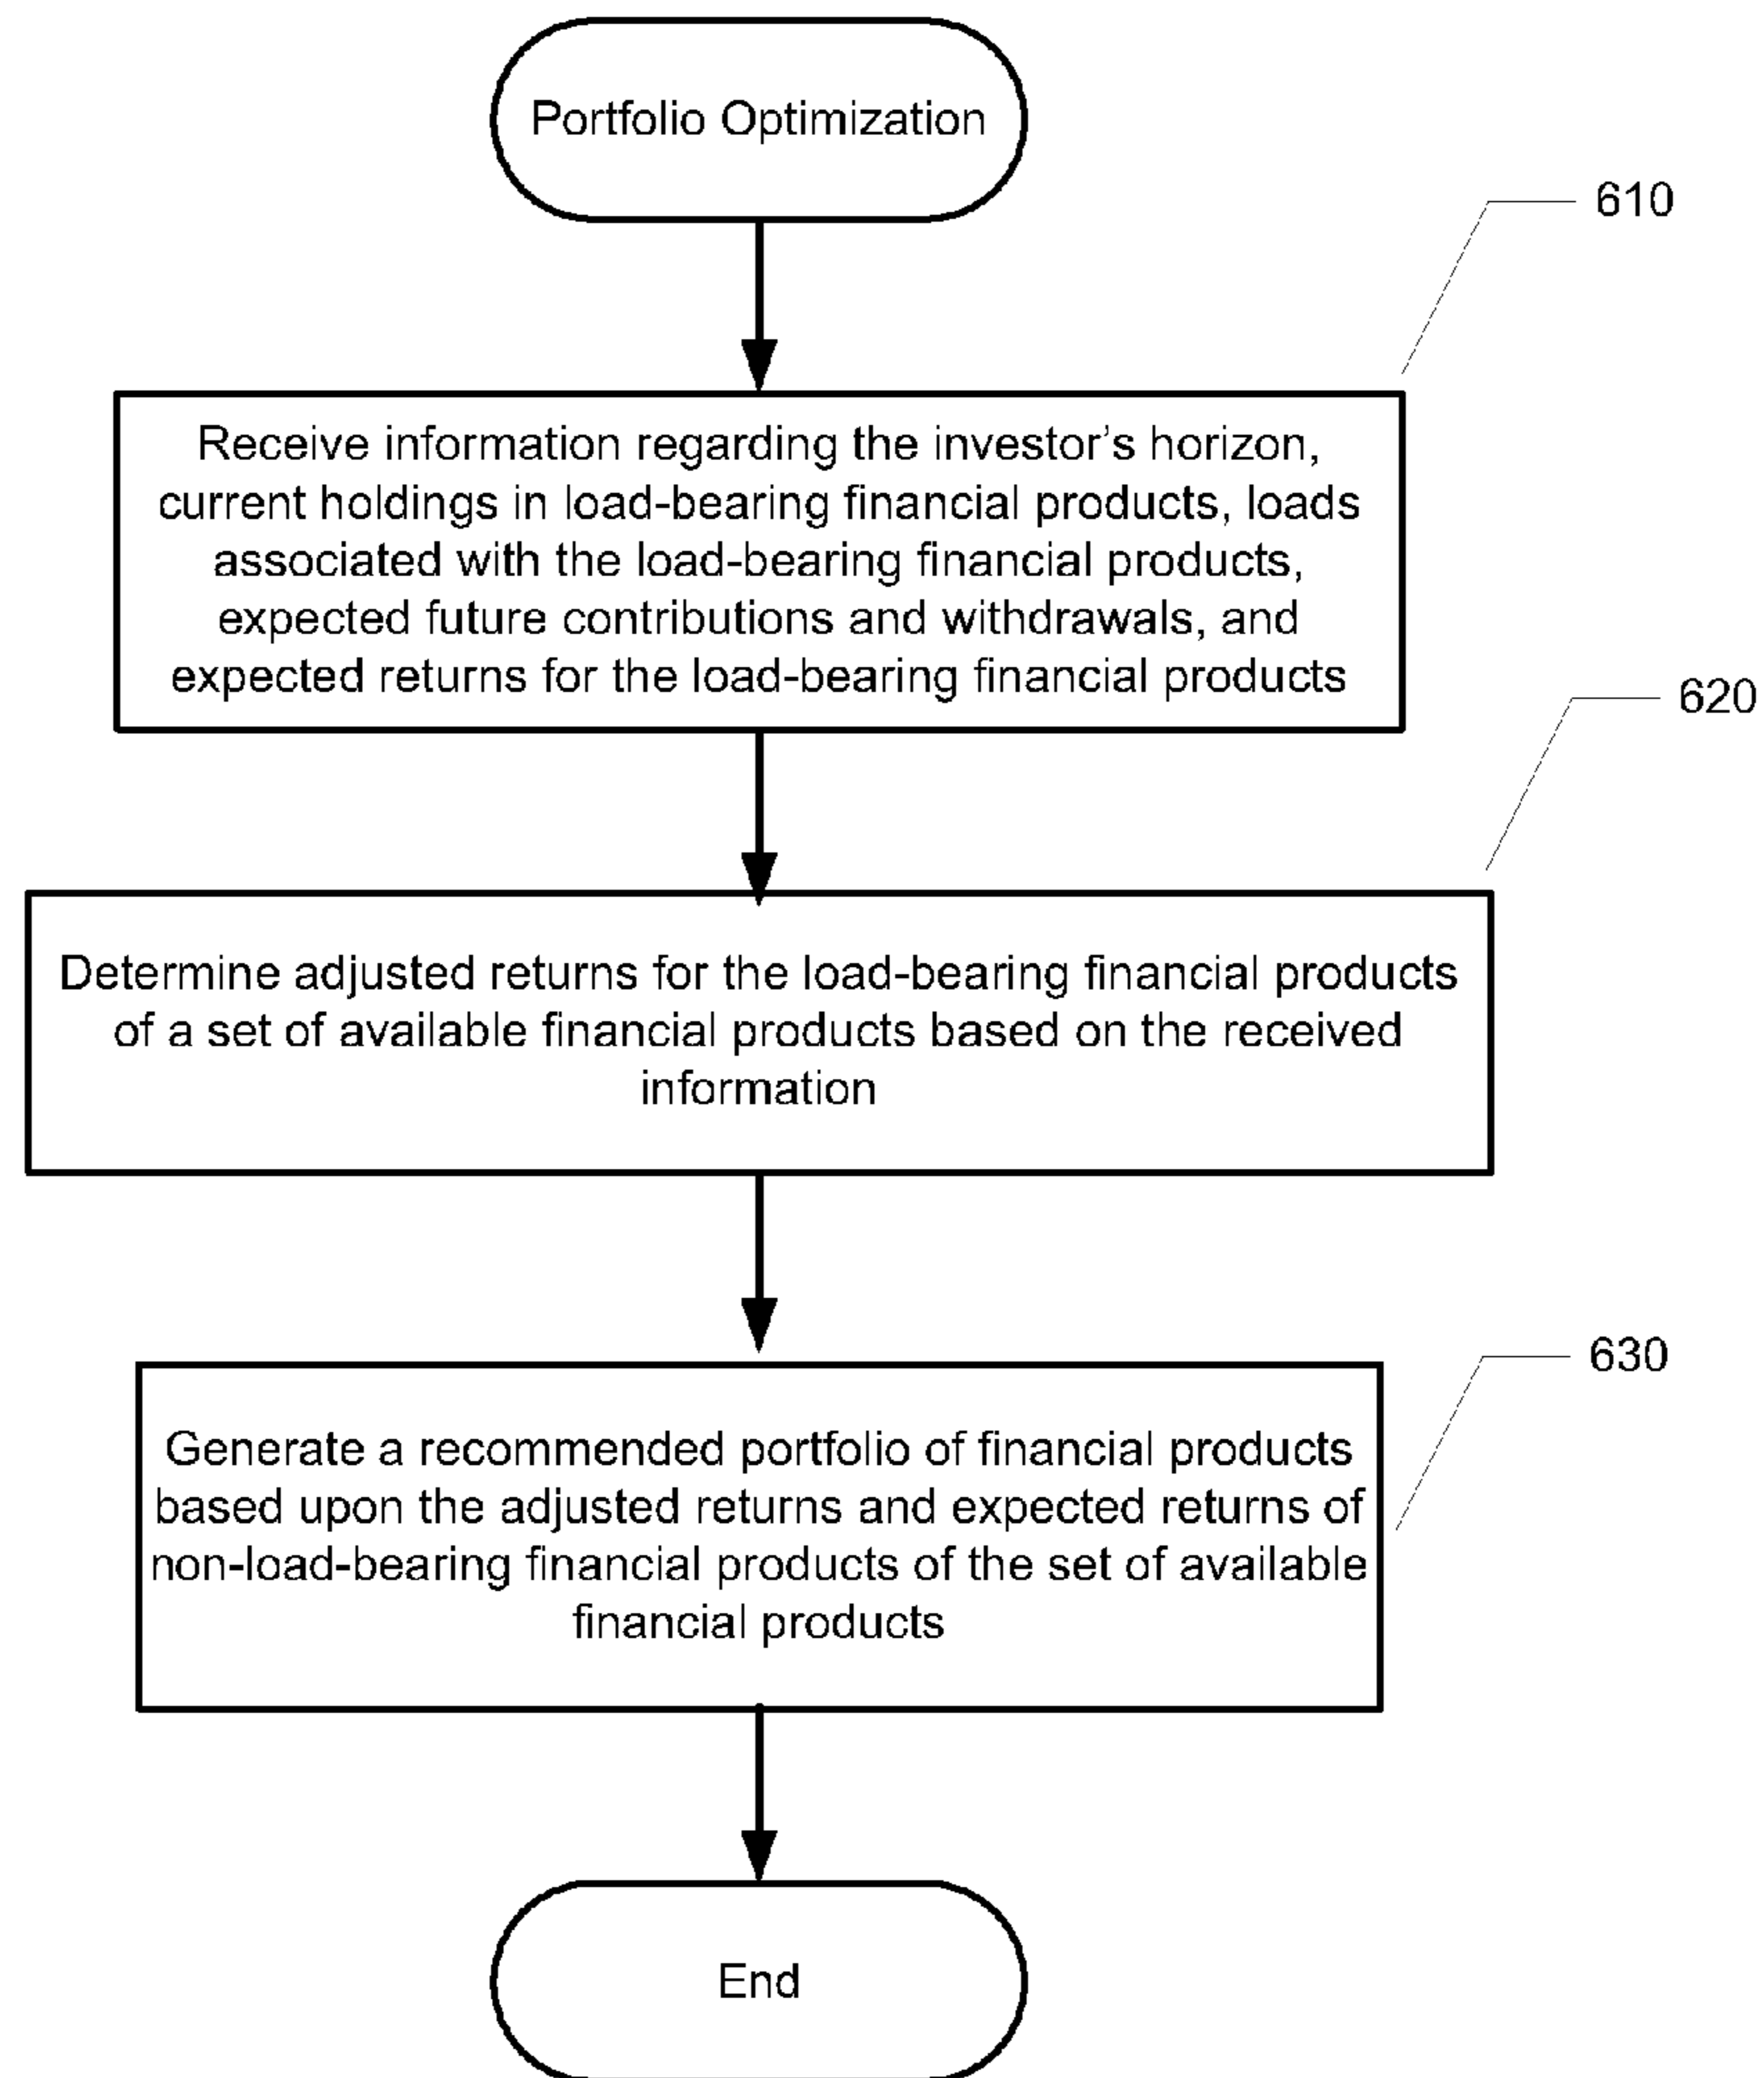 Portfolio Optimization
610
Receive information regarding the investor's horizon,
current holdings in load-bearing financial products, loads
associated with the load-bearing financial products,
expected future contributions and withdrawals, and
expected returns for the load-bearing financial products
620
Determine adjusted returns for the load-bearing financial products
of a set of available financial products based on the received
information
630
Generate a recommended portfolio of financial products
based upon the adjusted returns and expected returns of
non-load-bearing financial products of the set of available
financial products
End